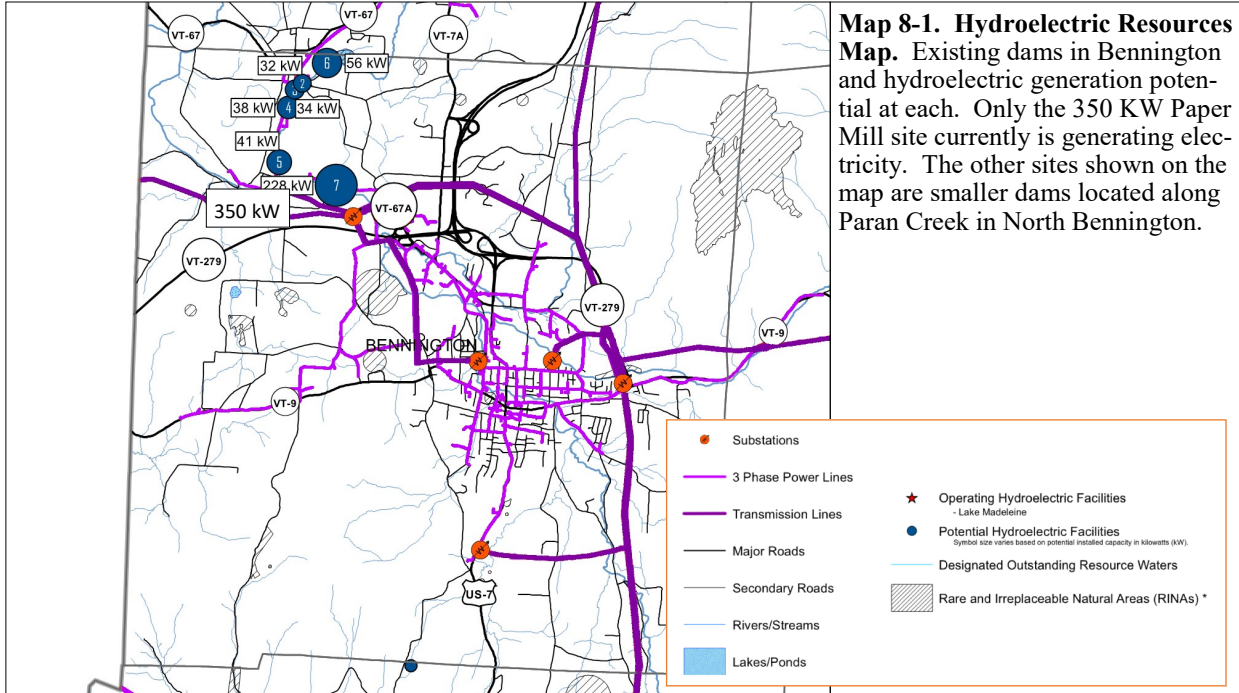 VT-67
VT-67
VT-7A
32 kW
6
56 kW
2
3
38 kW
4
34 kW
41 kW
5
228 kW
7
350 kW
VT-67A
VT-279
VT-279
VT-9
BENNINGTON
VT-9
US-7
Map 8-1. Hydroelectric Resources
Map. Existing dams in Bennington
and hydroelectric generation poten-
tial at each. Only the 350 KW Paper
Mill site currently is generating elec-
tricity. The other sites shown on the
map are smaller dams located along
Paran Creek in North Bennington.
Substations
3 Phase Power Lines
Transmission Lines
Major Roads
Secondary Roads
Rivers/Streams
Lakes/Ponds
Operating Hydroelectric Facilities
- Lake Madeleine
Potential Hydroelectric Facilities
Symbol size varies based on potential installed capacity in kilowatts (kW).
Designated Outstanding Resource Waters
Rare and Irreplaceable Natural Areas (RINAs) *